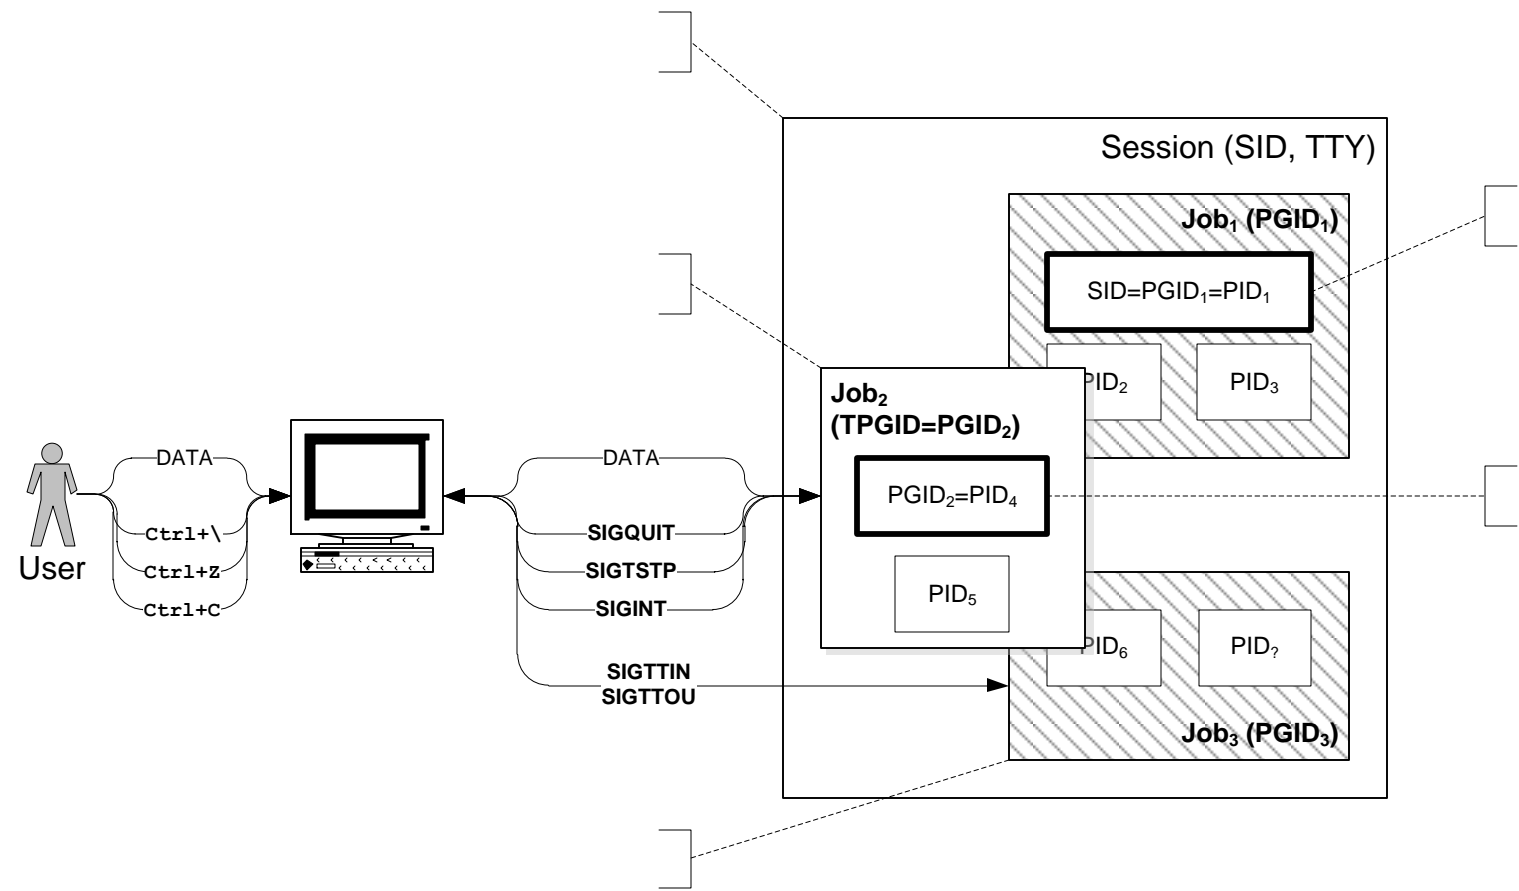 Session (SID, TTY)
Job₁ (PGID₁)
SID=PGID₁=PID₁
PID₂
PID₃
Job₂
(TPGID=PGID₂)
PGID₂=PID₄
PID₅
User
DATA
Ctrl+\
Ctrl+Z
Ctrl+C
DATA
SIGQUIT
SIGTSTP
SIGINT
SIGTTIN
SIGTTOU
PID₆
PID?
Job₃ (PGID₃)